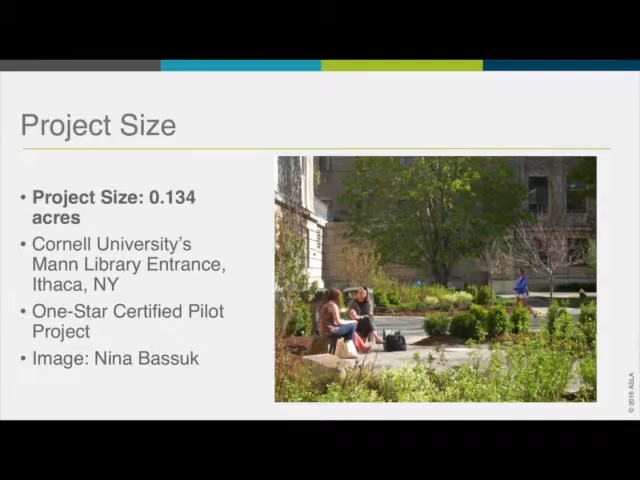 Project Size
• Project Size: 0.134
acres
• Cornell University's
Mann Library Entrance,
Ithaca, NY
• One-Star Certified Pilot
Project
• Image: Nina Bassuk
© 2016 ASLA